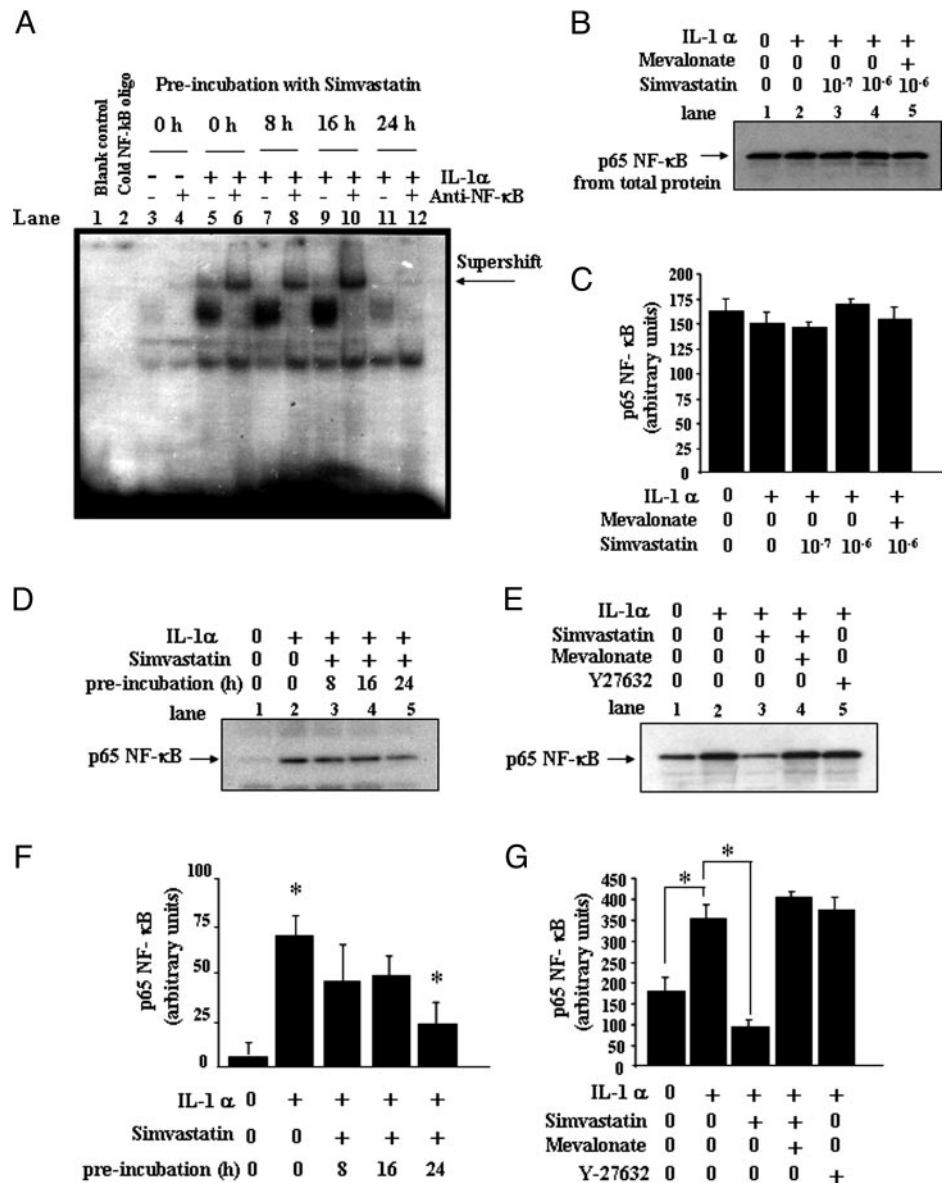 A
Pre-incubation with Simvastatin
Blank control
Cold NF-kB oligo
0 h 0 h 8 h 16 h 24 h
- - + + + + + + + + IL-1α
- + - + - + - + - + Anti-NF-κB
Lane 1 2 3 4 5 6 7 8 9 10 11 12
Supershift
B
IL-1 α 0 + + + +
Mevalonate 0 0 0 0 +
Simvastatin 0 0 10-7 10-6 10-6
lane 1 2 3 4 5
p65 NF-κB
from total protein
C
p65 NF- κB
(arbitrary units)
200
175
150
125
100
75
50
25
0
IL-1 α 0 + + + +
Mevalonate 0 0 0 0 +
Simvastatin 0 0 10-7 10-6 10-6
D
IL-1α 0 + + + +
Simvastatin 0 0 + + +
pre-incubation (h) 0 0 8 16 24
lane 1 2 3 4 5
p65 NF-κB
E
IL-1α 0 + + + +
Simvastatin 0 0 + + 0
Mevalonate 0 0 0 + 0
Y27632 0 0 0 0 +
lane 1 2 3 4 5
p65 NF-κB
F
p65 NF- κB
(arbitrary units)
100
50
25
0
* *
IL-1 α 0 + + + +
Simvastatin 0 0 + + +
pre-incubation (h) 0 0 8 16 24
G
p65 NF- κB
(arbitrary units)
450
400
350
300
250
200
150
100
50
0
* *
IL-1 α 0 + + + +
Simvastatin 0 0 + + 0
Mevalonate 0 0 0 + 0
Y-27632 0 0 0 0 +